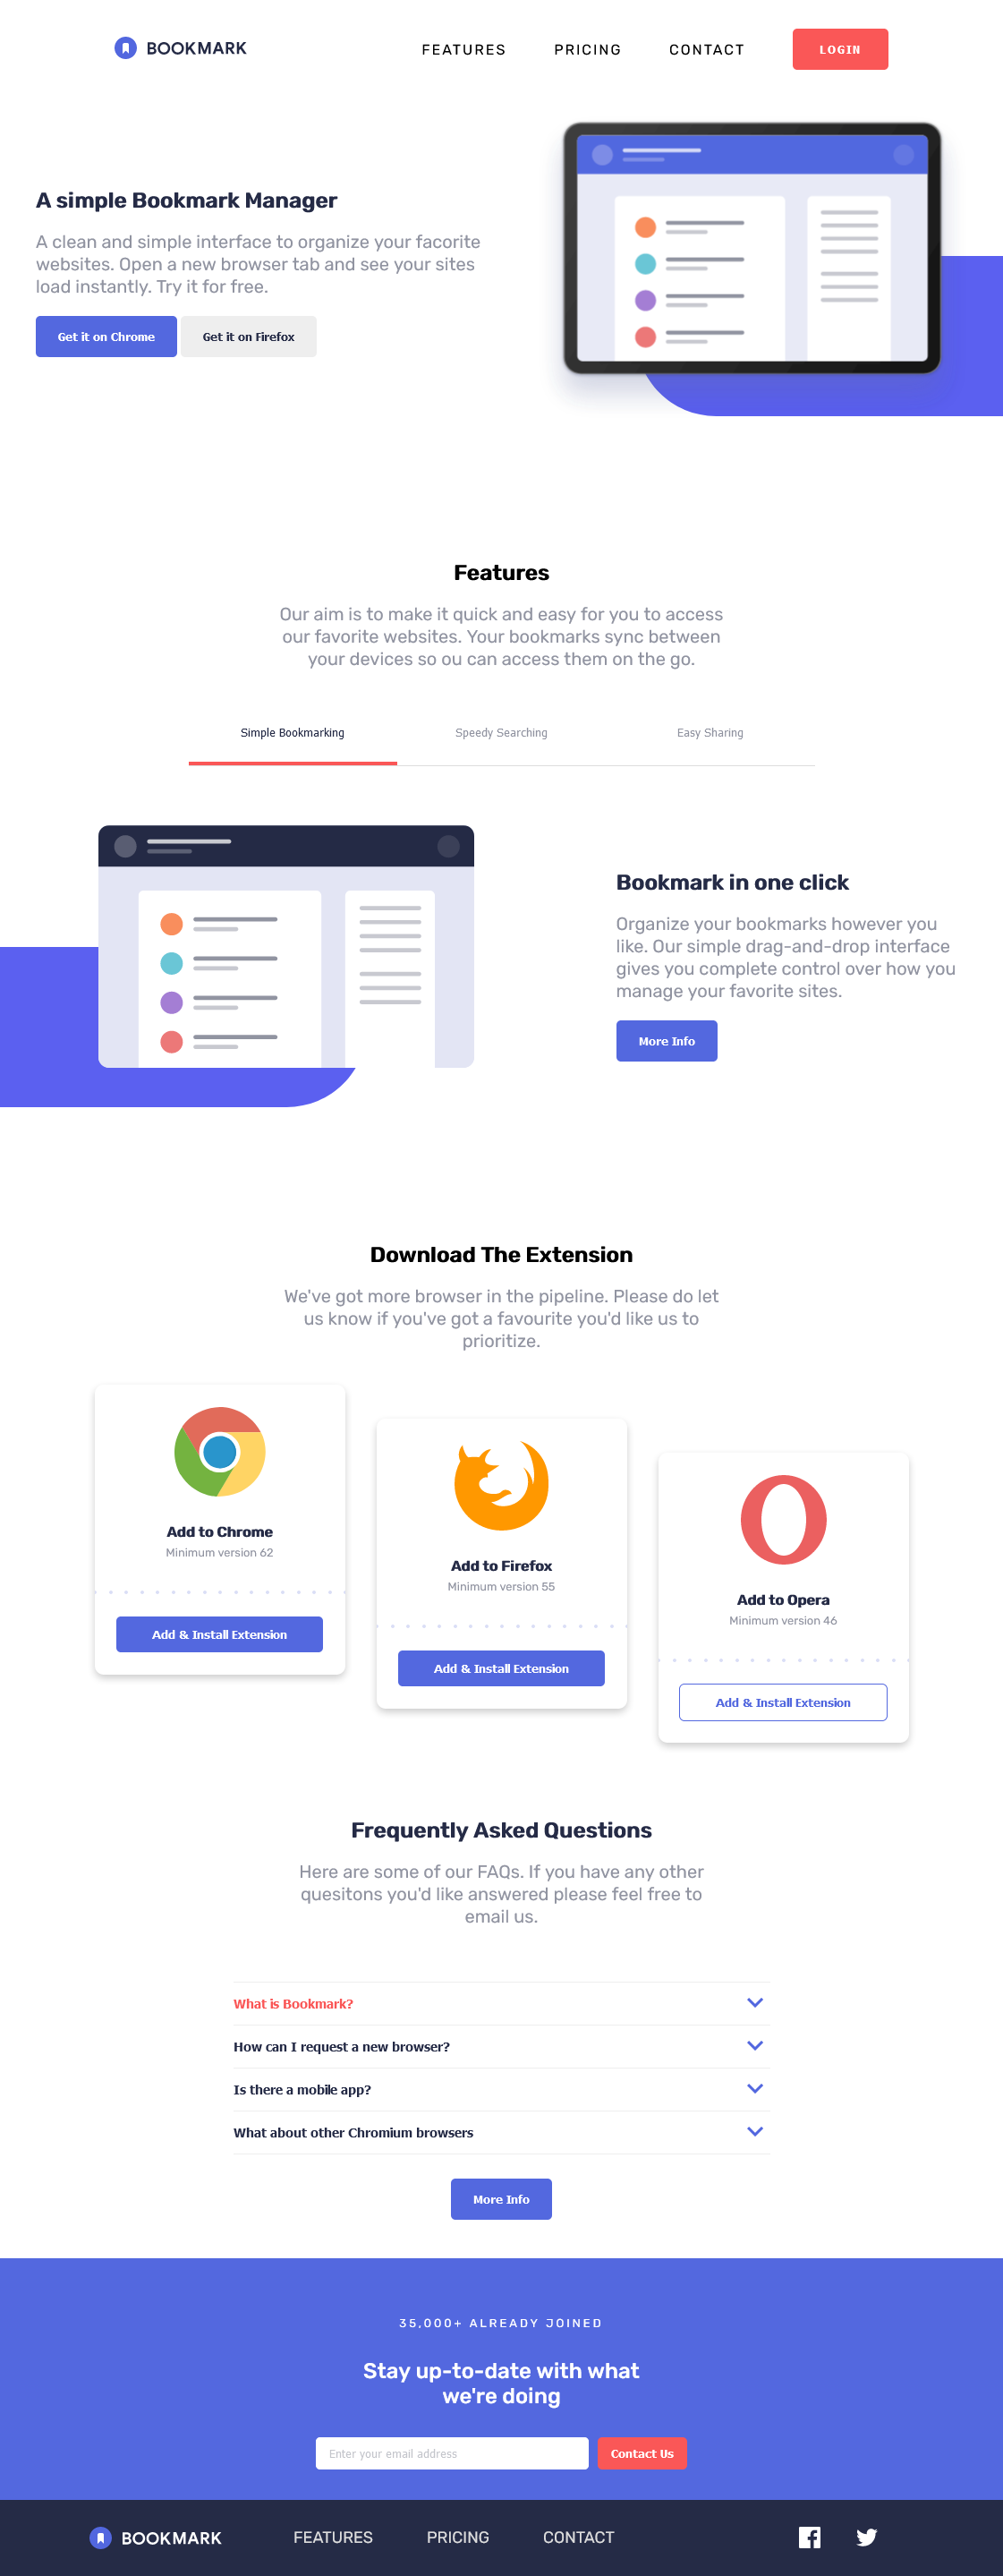 BOOKMARK
FEATURES PRICING CONTACT LOGIN
A simple Bookmark Manager
A clean and simple interface to organize your facorite
websites. Open a new browser tab and see your sites
load instantly. Try it for free.
Get it on Chrome Get it on Firefox
Features
Our aim is to make it quick and easy for you to access
our favorite websites. Your bookmarks sync between
your devices so ou can access them on the go.
Simple Bookmarking Speedy Searching Easy Sharing
Bookmark in one click
Organize your bookmarks however you
like. Our simple drag-and-drop interface
gives you complete control over how you
manage your favorite sites.
More Info
Download The Extension
We've got more browser in the pipeline. Please do let
us know if you've got a favourite you'd like us to
prioritize.
Add to Chrome
Minimum version 62
Add & Install Extension
Add to Firefox
Minimum version 55
Add & Install Extension
Add to Opera
Minimum version 46
Add & Install Extension
Frequently Asked Questions
Here are some of our FAQs. If you have any other
quesitons you'd like answered please feel free to
email us.
What is Bookmark?
How can I request a new browser?
Is there a mobile app?
What about other Chromium browsers
More Info
35,000+ ALREADY JOINED
Stay up-to-date with what
we're doing
Enter your email address Contact Us
BOOKMARK FEATURES PRICING CONTACT